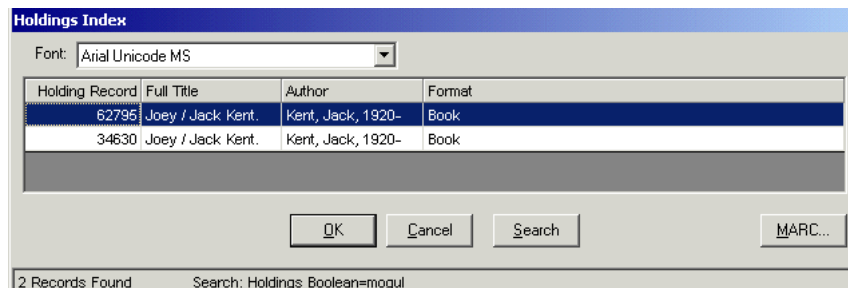 Holdings Index
Font: Arial Unicode MS
Holding Record Full Title Author Format
62795 Joey / Jack Kent. Kent, Jack, 1920- Book
34630 Joey / Jack Kent. Kent, Jack, 1920- Book
OK Cancel Search MARC...
2 Records Found Search: Holdings Boolean=mogul